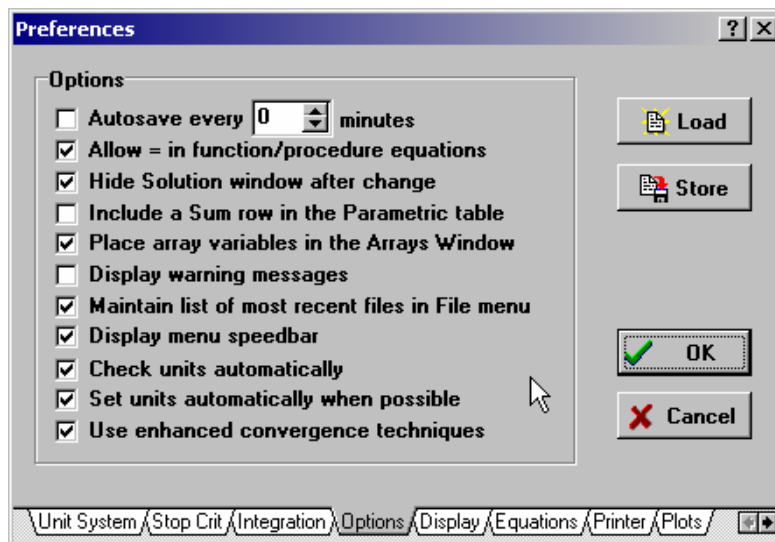 Preferences
Options
Autosave every 0 minutes
Allow = in function/procedure equations
Hide Solution window after change
Include a Sum row in the Parametric table
Place array variables in the Arrays Window
Display warning messages
Maintain list of most recent files in File menu
Display menu speedbar
Check units automatically
Set units automatically when possible
Use enhanced convergence techniques
Load
Store
OK
Cancel
Unit System Stop Crit Integration Options Display Equations Printer Plots